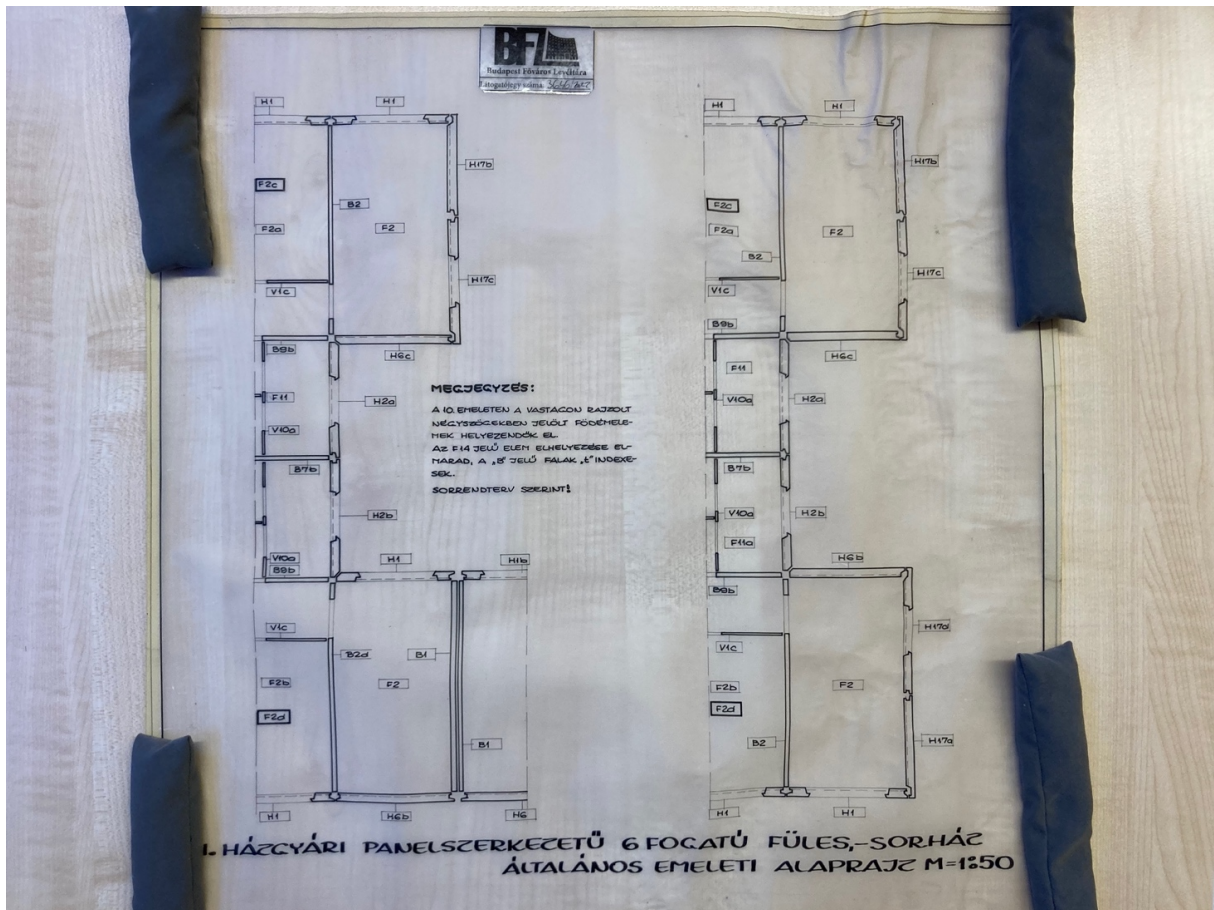 BFL
Budapest Főváros Levéltára
Látogatójegy száma:
H1
H1
H17b
F2c
B2
F2a
F2
H17c
V1c
B9b
H6c
F11
H2a
V10a
B7b
H2b
V10a
B9b
H1
H1b
V1c
B2d
B1
F2b
F2
F2d
B1
H1
H6b
H6
MEGJEGYZÉS:
A 10. EMELETEN A VASTAGON RAJZOLT
NÉGYSZÖGEKBEN JELÖLT FÖDÉMELE-
MEK HELYEZENDŐK EL.
AZ F14 JELŰ ELEM ELHELYEZÉSE EL-
MARAD, A „B" JELŰ FALAK „t" INDEXE-
SEK.
SORRENDTERV SZERINT!
H1
H1
H17b
F2c
F2a
F2
B2
H17c
V1c
B9b
H6c
F11
V10a
H2a
B7b
V10a
H2b
F11a
H6b
B9b
H17d
V1c
F2b
F2
F2d
B2
H17a
H1
H1
I. HÁZGYÁRI PANELSZERKEZETŰ 6 FOGATÚ FÜLES,-SORHÁZ
ÁLTALÁNOS EMELETI ALAPRAJZ M=1:50